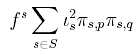 $f^s \sum_{s \in S} \iota_s^2 \pi_{s,p} \pi_{s,q}$